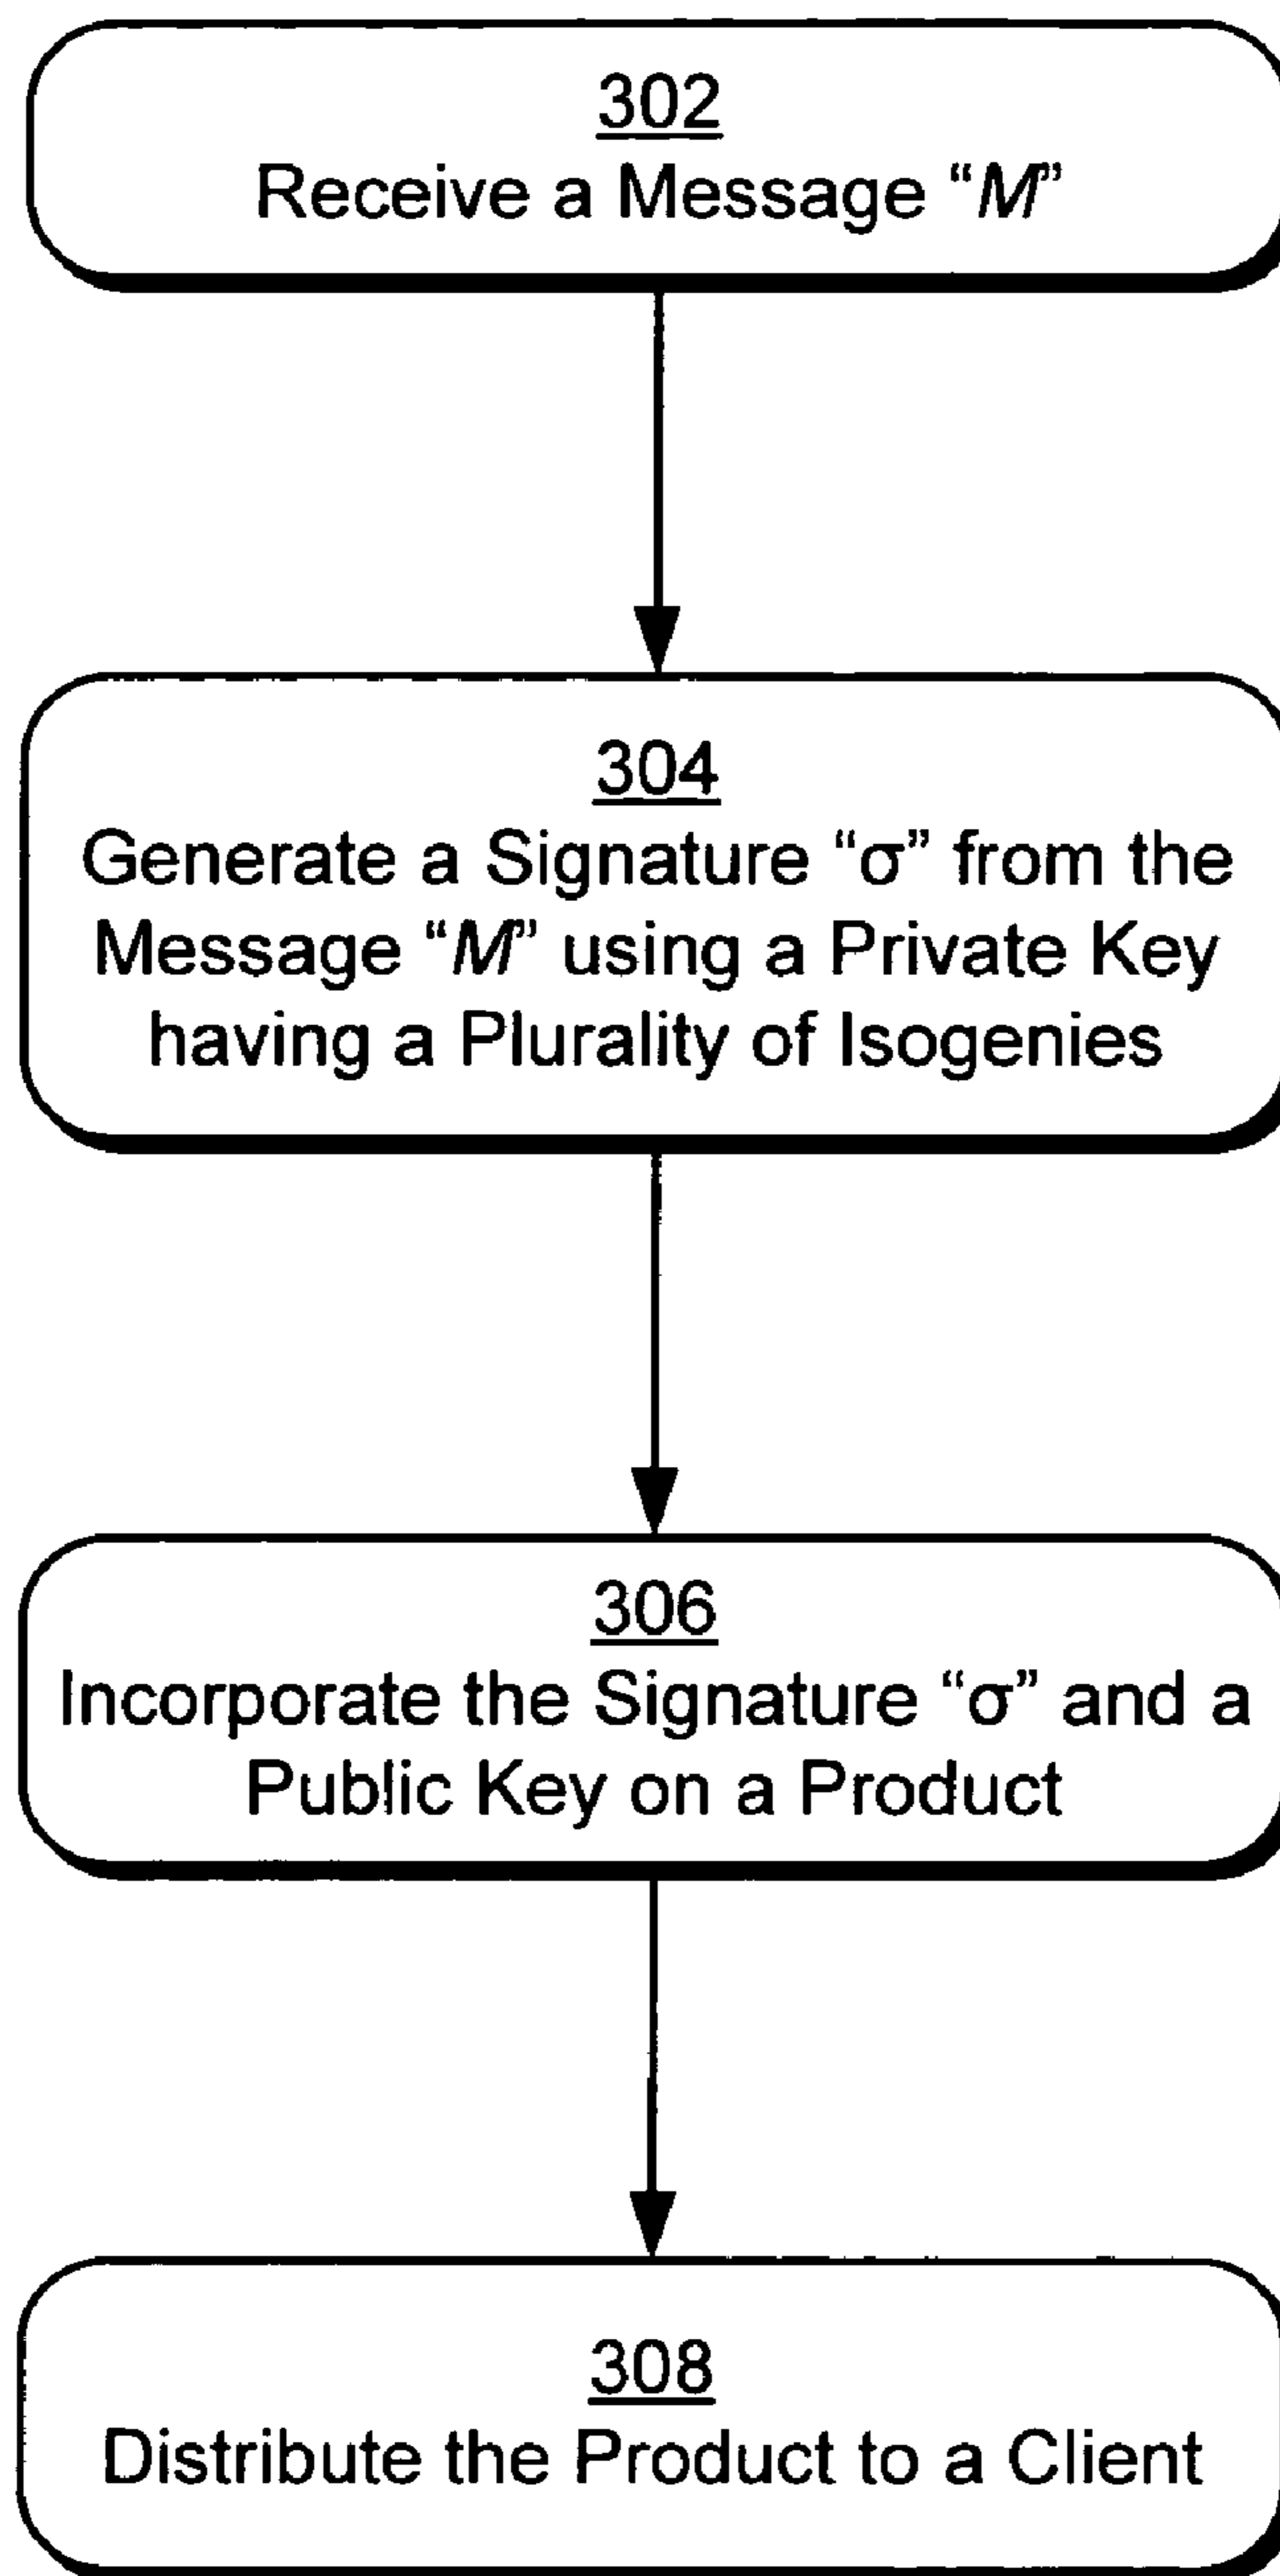 302
Receive a Message “M”
304
Generate a Signature “σ” from the
Message “M” using a Private Key
having a Plurality of Isogenies
306
Incorporate the Signature “σ” and a
Public Key on a Product
308
Distribute the Product to a Client